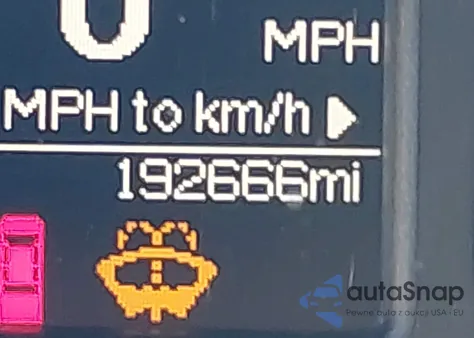 0 MPH
MPH to km/h
192666mi
autaSnap
Pewne auta z aukcji USA i EU